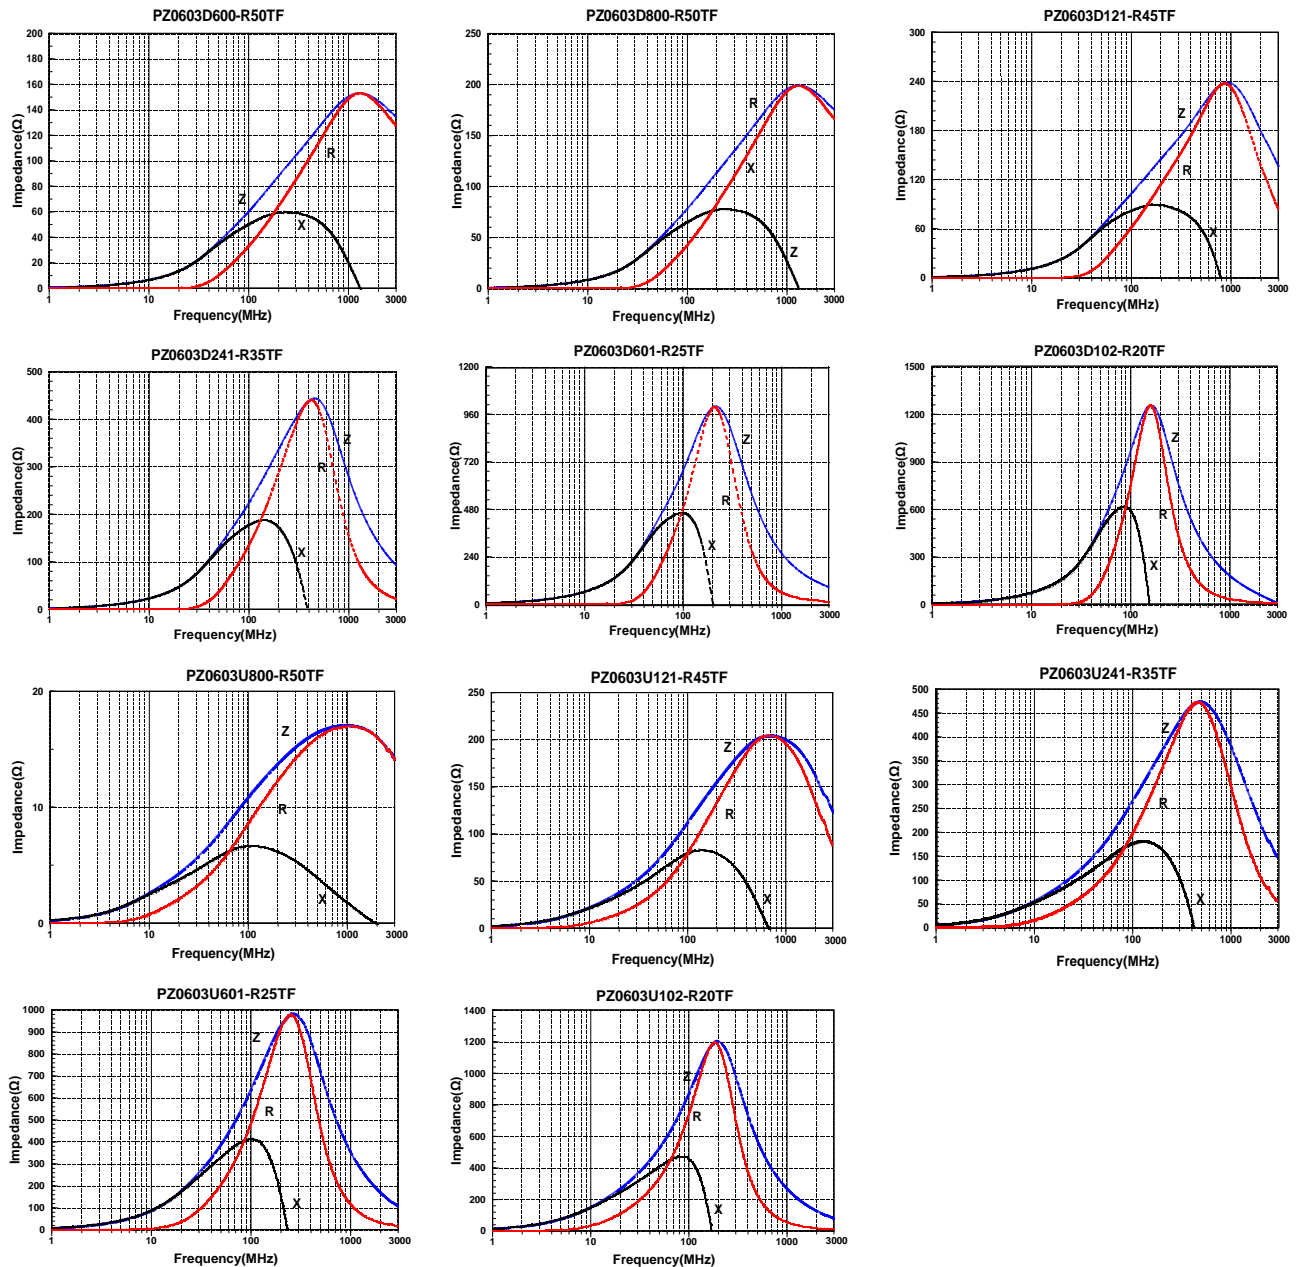 PZ0603D600-R50TF
PZ0603D800-R50TF
PZ0603D121-R45TF
200
180
160
140
120
100
80
60
40
20
0
Impedance(Ω)
Z
R
X
1
10
100
1000
3000
Frequency(MHz)
250
200
150
100
50
0
Impedance(Ω)
R
X
Z
1
10
100
1000
3000
Frequency(MHz)
300
240
180
120
60
0
Impedance(Ω)
Z
R
X
1
10
100
1000
3000
Frequency(MHz)
PZ0603D241-R35TF
PZ0603D601-R25TF
PZ0603D102-R20TF
500
400
300
200
100
0
Impedance(Ω)
Z
R
X
1
10
100
1000
3000
Frequency(MHz)
1200
960
720
480
240
0
Impedance(Ω)
Z
R
X
1
10
100
1000
3000
Frequency(MHz)
1500
1200
900
600
300
0
Impedance(Ω)
Z
R
X
1
10
100
1000
3000
Frequency(MHz)
PZ0603U800-R50TF
PZ0603U121-R45TF
PZ0603U241-R35TF
20
10
0
Impedance(Ω)
Z
R
X
1
10
100
1000
3000
Frequency(MHz)
250
200
150
100
50
0
Impedance(Ω)
Z
R
X
1
10
100
1000
3000
Frequency(MHz)
500
450
400
350
300
250
200
150
100
50
0
Impedance(Ω)
Z
R
X
1
10
100
1000
3000
Frequency(MHz)
PZ0603U601-R25TF
PZ0603U102-R20TF
1000
900
800
700
600
500
400
300
200
100
0
Impedance(Ω)
Z
R
X
1
10
100
1000
3000
Frequency(MHz)
1400
1200
1000
800
600
400
200
0
Impedance(Ω)
Z
R
X
1
10
100
1000
3000
Frequency(MHz)